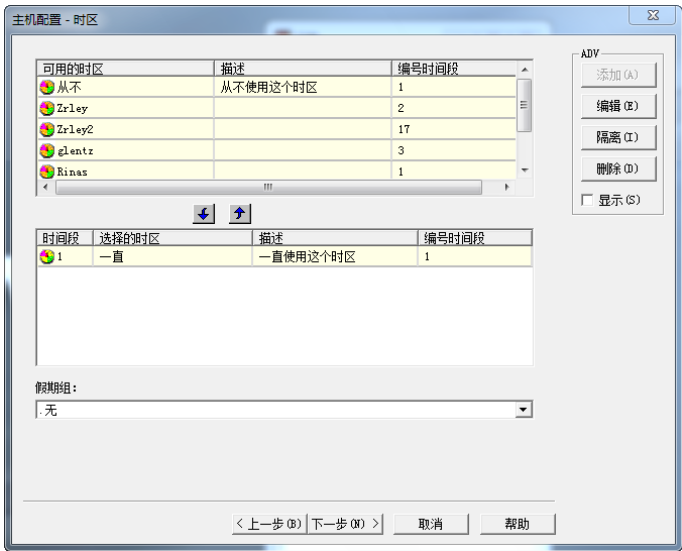 主机配置 - 时区
可用的时区 描述 编号时间段
从不 从不使用这个时区 1
Zrley 2
Zrley2 17
glentz 3
Rinas 1
ADV
添加(A)
编辑(E)
隔离(I)
删除(D)
显示(S)
时间段 选择的时区 描述 编号时间段
1 一直 一直使用这个时区 1
假期组:
.无
< 上一步(B) 下一步(N) > 取消 帮助